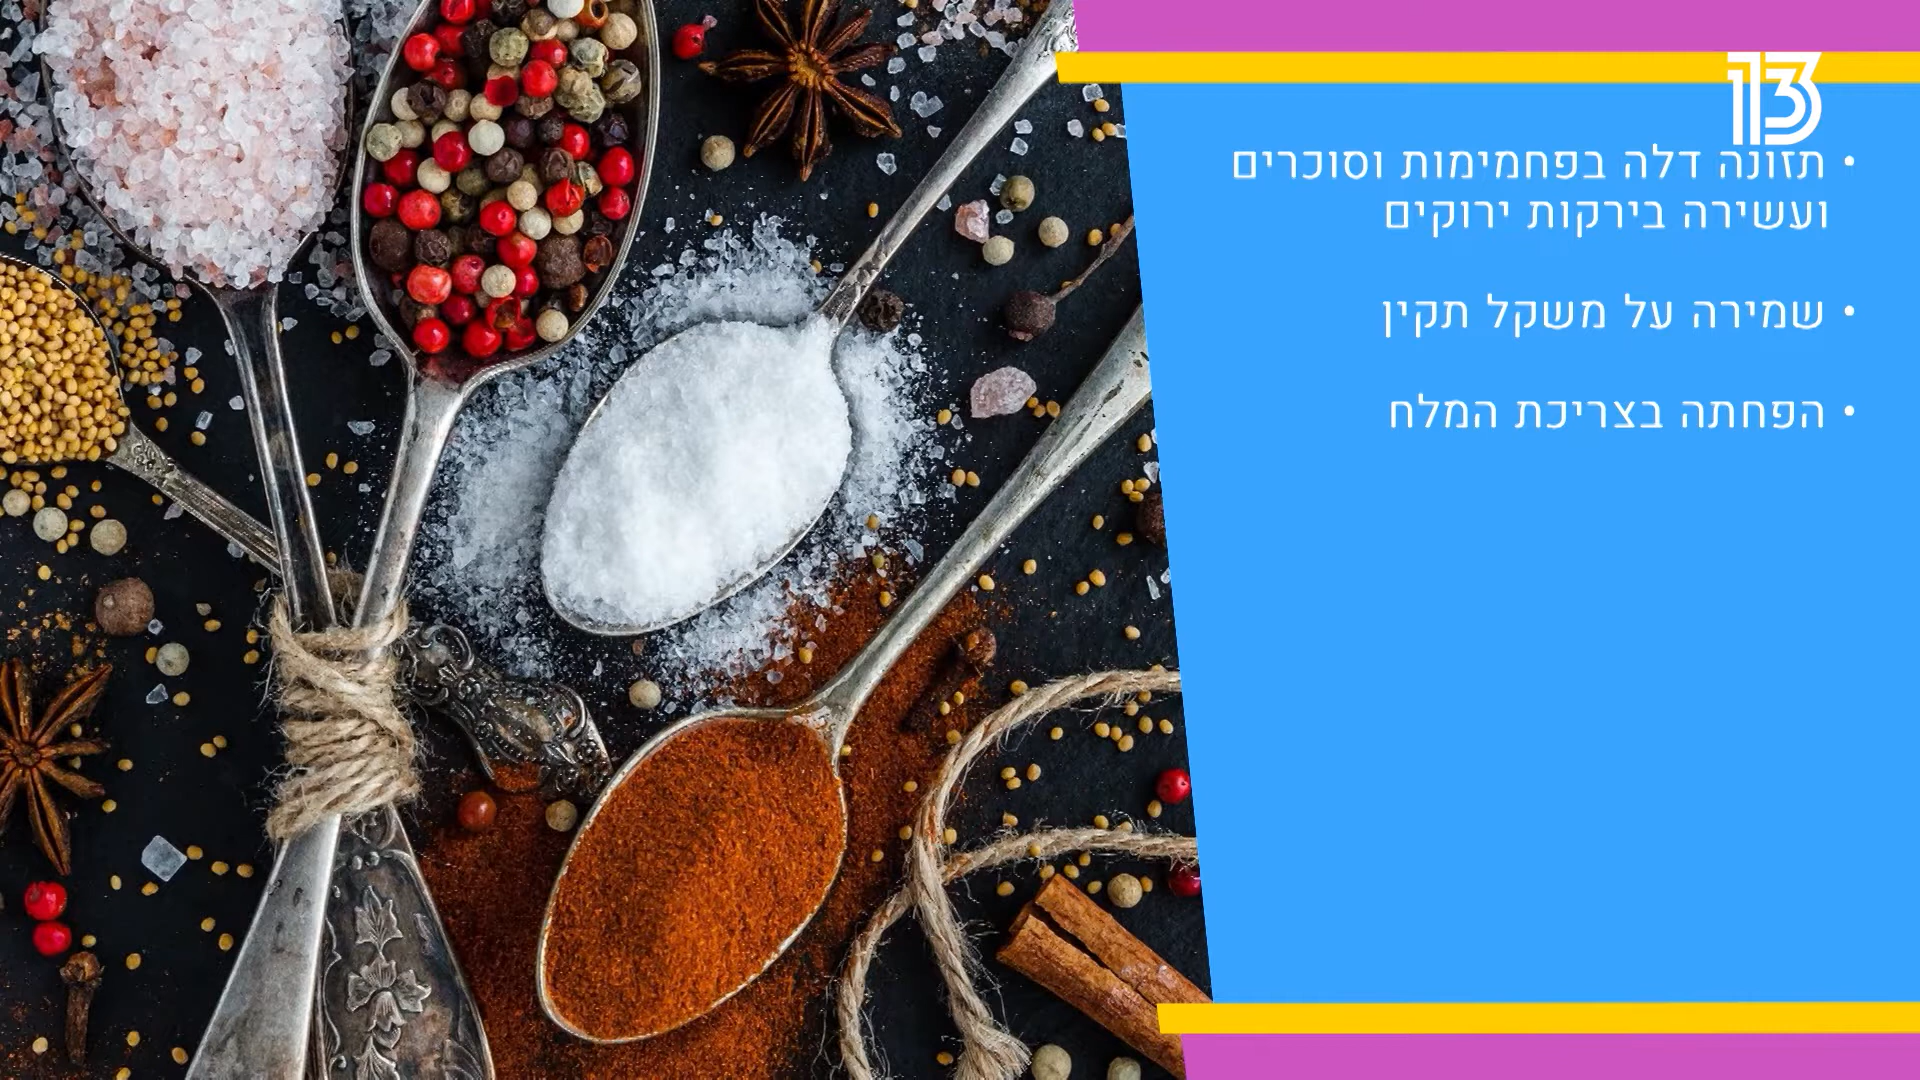 13
• תזונה דלה בפחמימות וסוכרים
ועשירה בירקות ירוקים
• שמירה על משקל תקין
• הפחתה בצריכת המלח